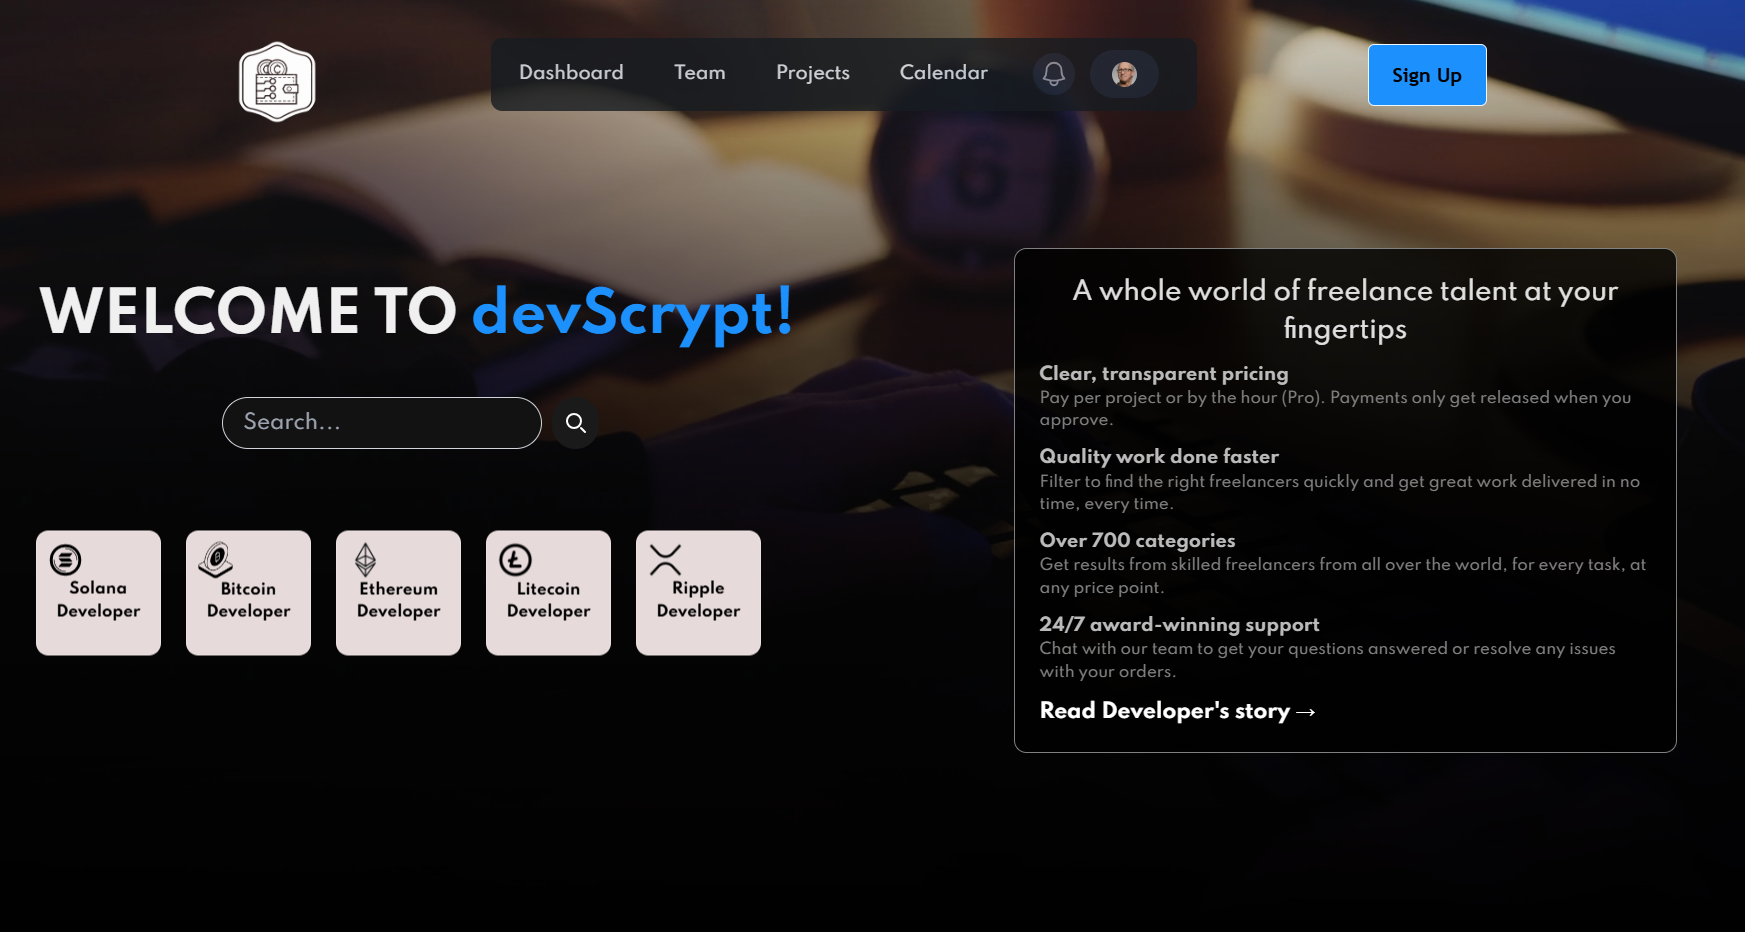 Dashboard Team Projects Calendar
Sign Up
WELCOME TO devScrypt!
Search...
Solana
Developer
Bitcoin
Developer
Ethereum
Developer
Litecoin
Developer
Ripple
Developer
A whole world of freelance talent at your
fingertips
Clear, transparent pricing
Pay per project or by the hour (Pro). Payments only get released when you
approve.
Quality work done faster
Filter to find the right freelancers quickly and get great work delivered in no
time, every time.
Over 700 categories
Get results from skilled freelancers from all over the world, for every task, at
any price point.
24/7 award-winning support
Chat with our team to get your questions answered or resolve any issues
with your orders.
Read Developer's story →